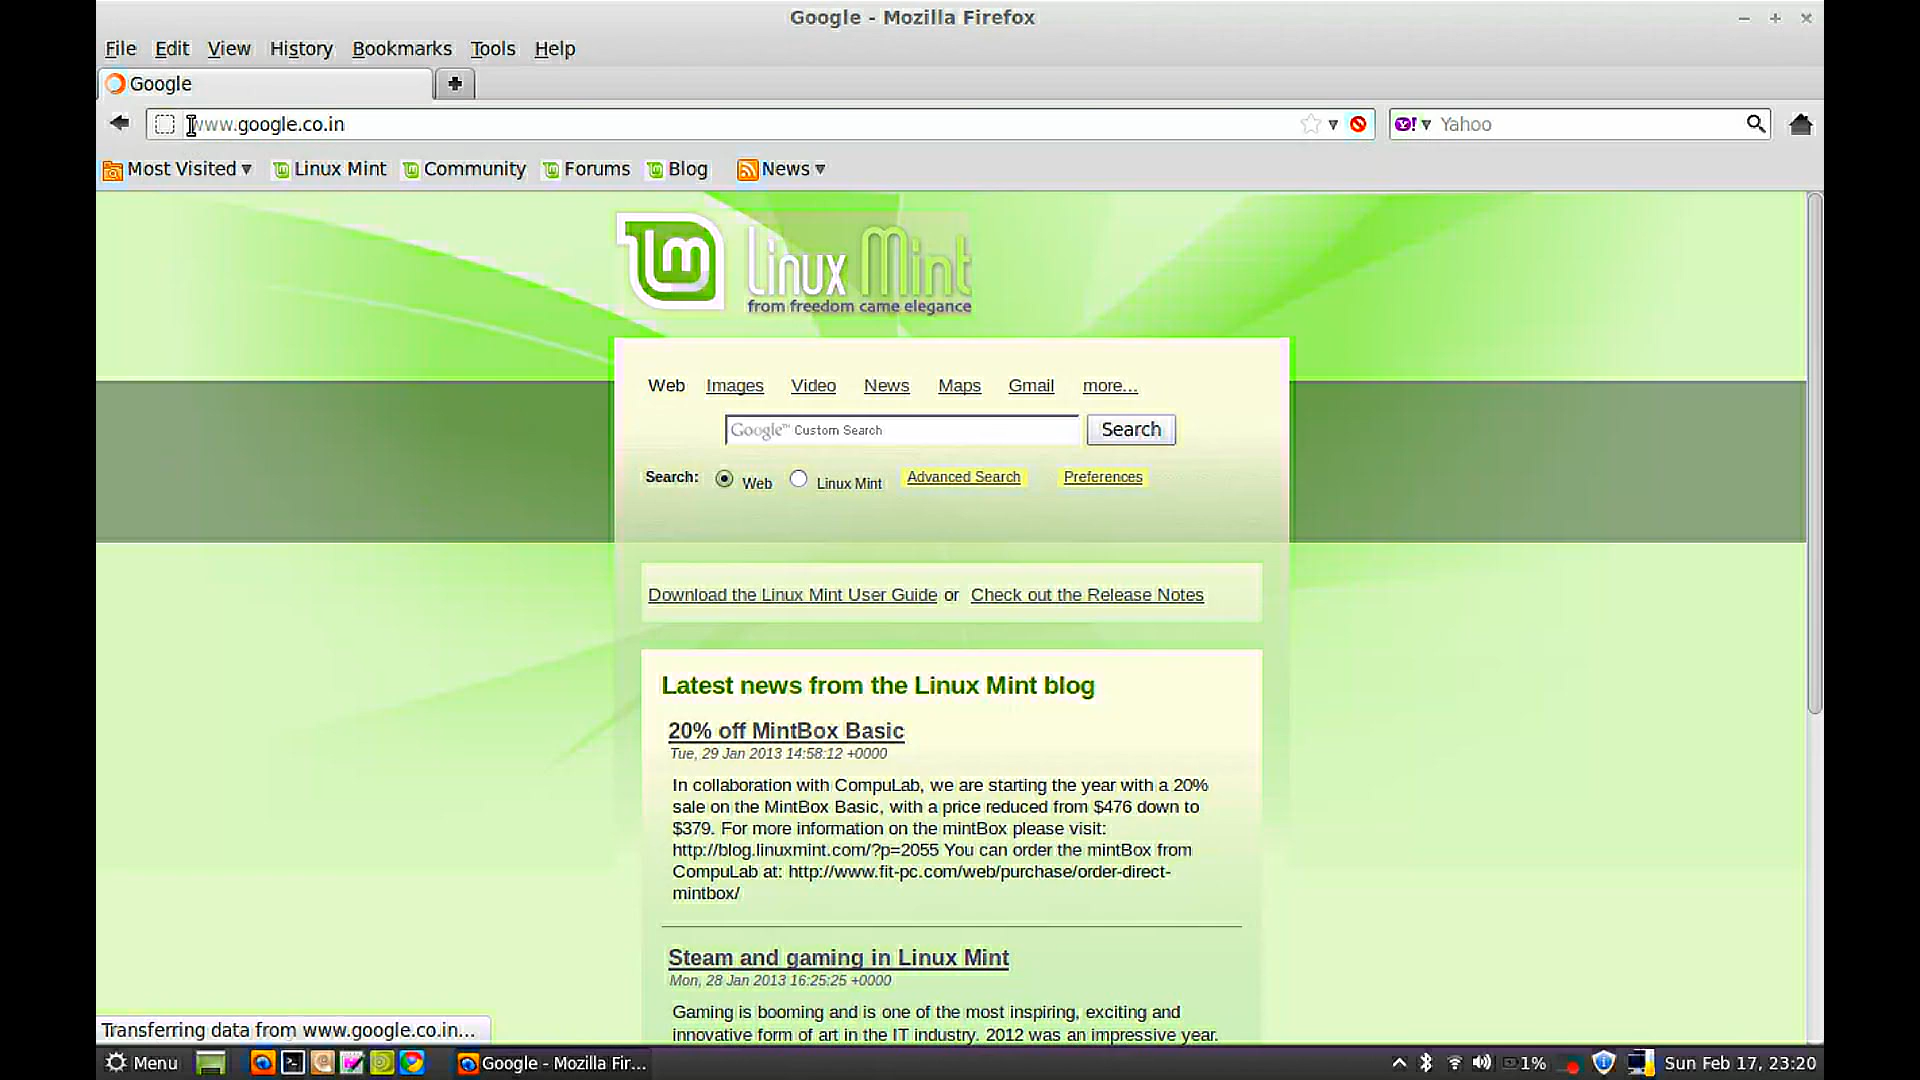 Google - Mozilla Firefox
File Edit View History Bookmarks Tools Help
Google
www.google.co.in
Yahoo
Most Visited Linux Mint Community Forums Blog News
Linux Mint
from freedom came elegance
Web Images Video News Maps Gmail more...
Google™ Custom Search Search
Search: Web Linux Mint Advanced Search Preferences
Download the Linux Mint User Guide or Check out the Release Notes
Latest news from the Linux Mint blog
20% off MintBox Basic
Tue, 29 Jan 2013 14:58:12 +0000
In collaboration with CompuLab, we are starting the year with a 20%
sale on the MintBox Basic, with a price reduced from $476 down to
$379. For more information on the mintBox please visit:
http://blog.linuxmint.com/?p=2055 You can order the mintBox from
CompuLab at: http://www.fit-pc.com/web/purchase/order-direct-
mintbox/
Steam and gaming in Linux Mint
Mon, 28 Jan 2013 16:25:25 +0000
Gaming is booming and is one of the most inspiring, exciting and
innovative form of art in the IT industry. 2012 was an impressive year.
Transferring data from www.google.co.in...
Menu Google - Mozilla Fir... 1% Sun Feb 17, 23:20